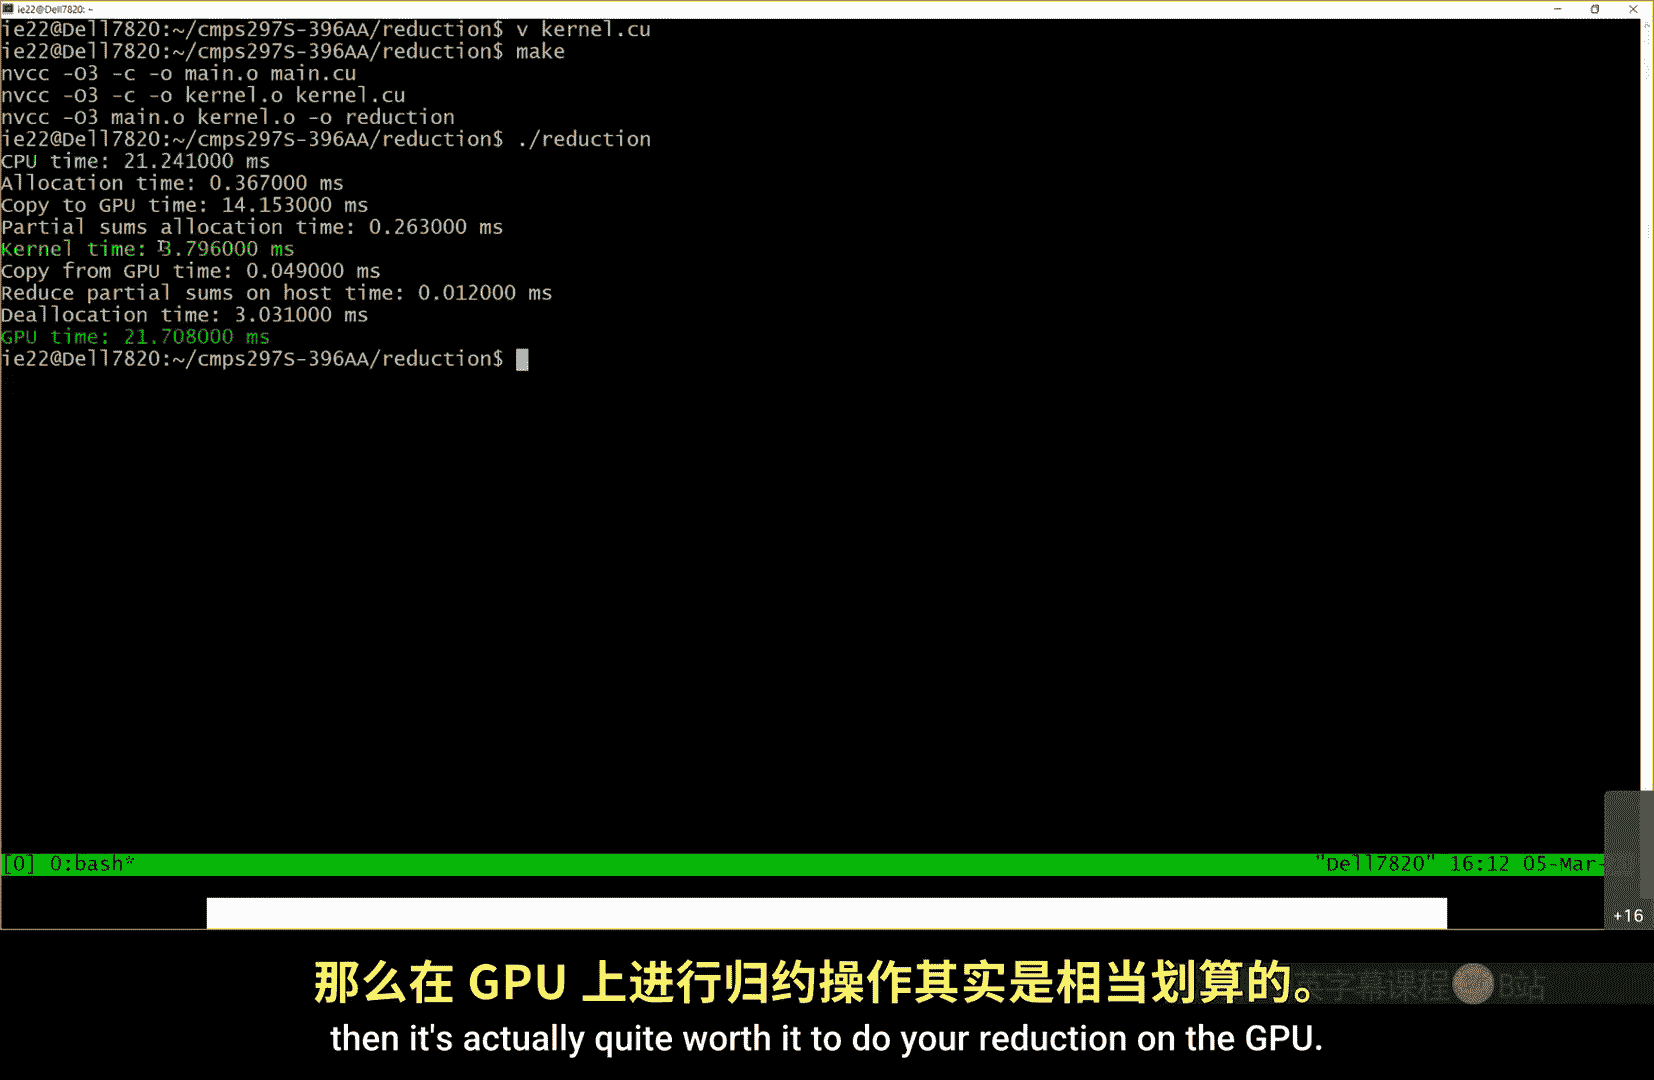 ie22@Dell7820: ~
ie22@Dell7820:~/cmps297S-396AA/reduction$ v kernel.cu
ie22@Dell7820:~/cmps297S-396AA/reduction$ make
nvcc -O3 -c -o main.o main.cu
nvcc -O3 -c -o kernel.o kernel.cu
nvcc -O3 main.o kernel.o -o reduction
ie22@Dell7820:~/cmps297S-396AA/reduction$ ./reduction
CPU time: 21.241000 ms
Allocation time: 0.367000 ms
Copy to GPU time: 14.153000 ms
Partial sums allocation time: 0.263000 ms
Kernel time: 3.796000 ms
Copy from GPU time: 0.049000 ms
Reduce partial sums on host time: 0.012000 ms
Deallocation time: 3.031000 ms
GPU time: 21.708000 ms
ie22@Dell7820:~/cmps297S-396AA/reduction$
[0] 0:bash* "Dell7820" 16:12 05-Mar-
+16
那么在 GPU 上进行归约操作其实是相当划算的。
英字幕课程 B站
then it's actually quite worth it to do your reduction on the GPU.